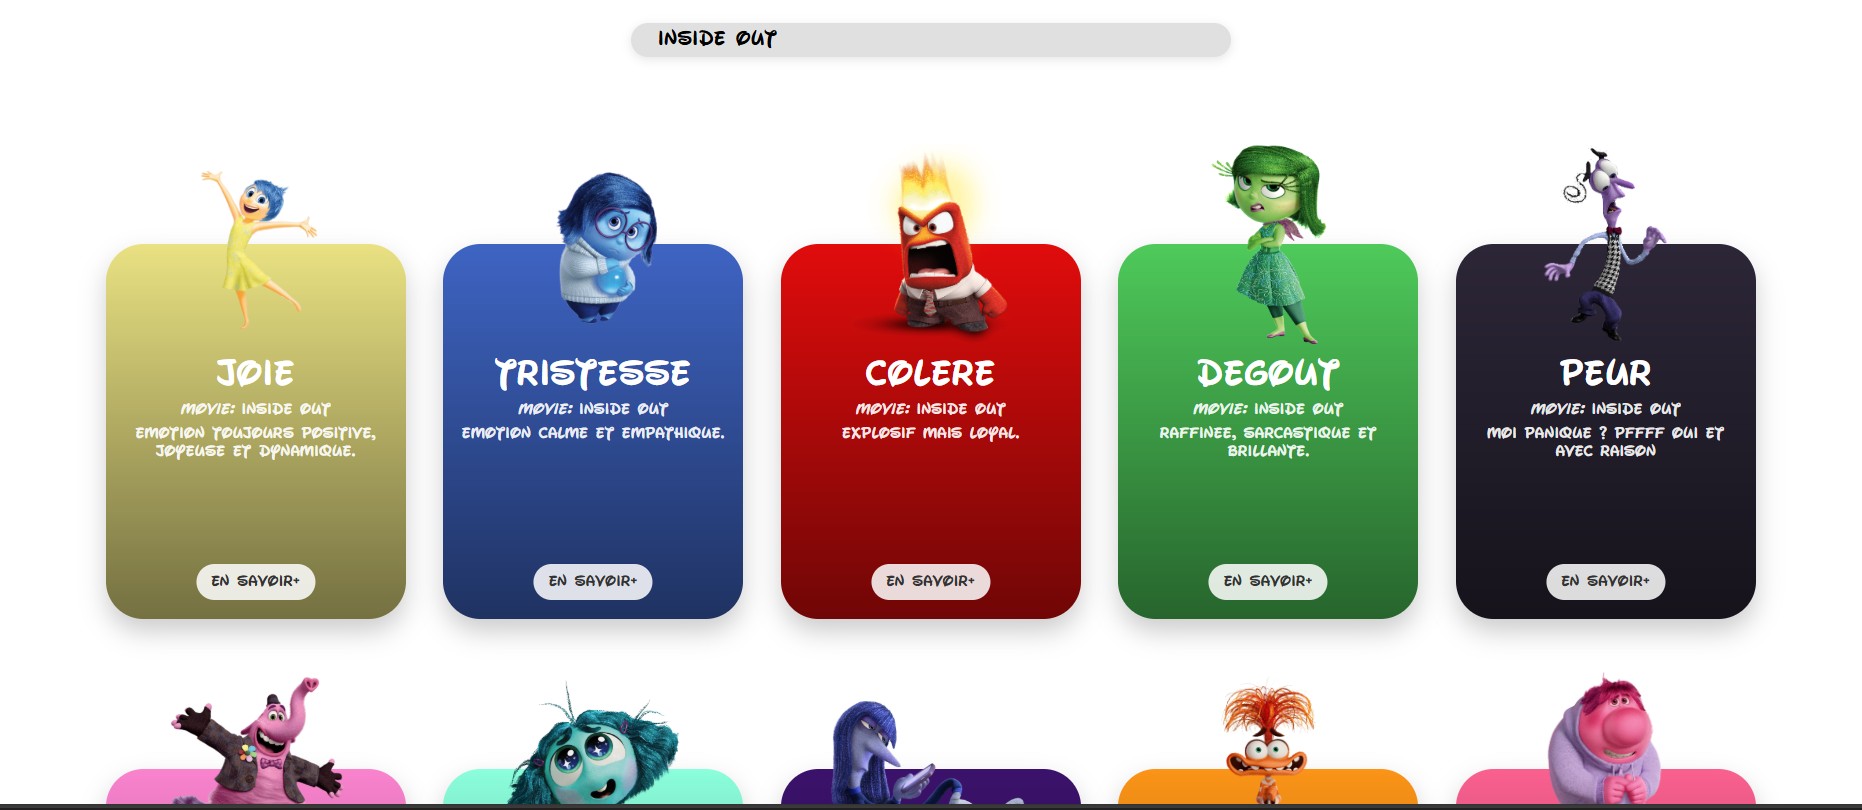 INSIDE OUT
JOIE
MOVIE: INSIDE OUT
EMOTION TOUJOURS POSITIVE,
JOYEUSE ET DYNAMIQUE.
EN SAVOIR+
TRISTESSE
MOVIE: INSIDE OUT
EMOTION CALME ET EMPATHIQUE.
EN SAVOIR+
COLERE
MOVIE: INSIDE OUT
EXPLOSIF MAIS LOYAL.
EN SAVOIR+
DEGOUT
MOVIE: INSIDE OUT
RAFFINEE, SARCASTIQUE ET
BRILLANTE.
EN SAVOIR+
PEUR
MOVIE: INSIDE OUT
MOI PANIQUE ? PFFFF OUI ET
AVEC RAISON
EN SAVOIR+